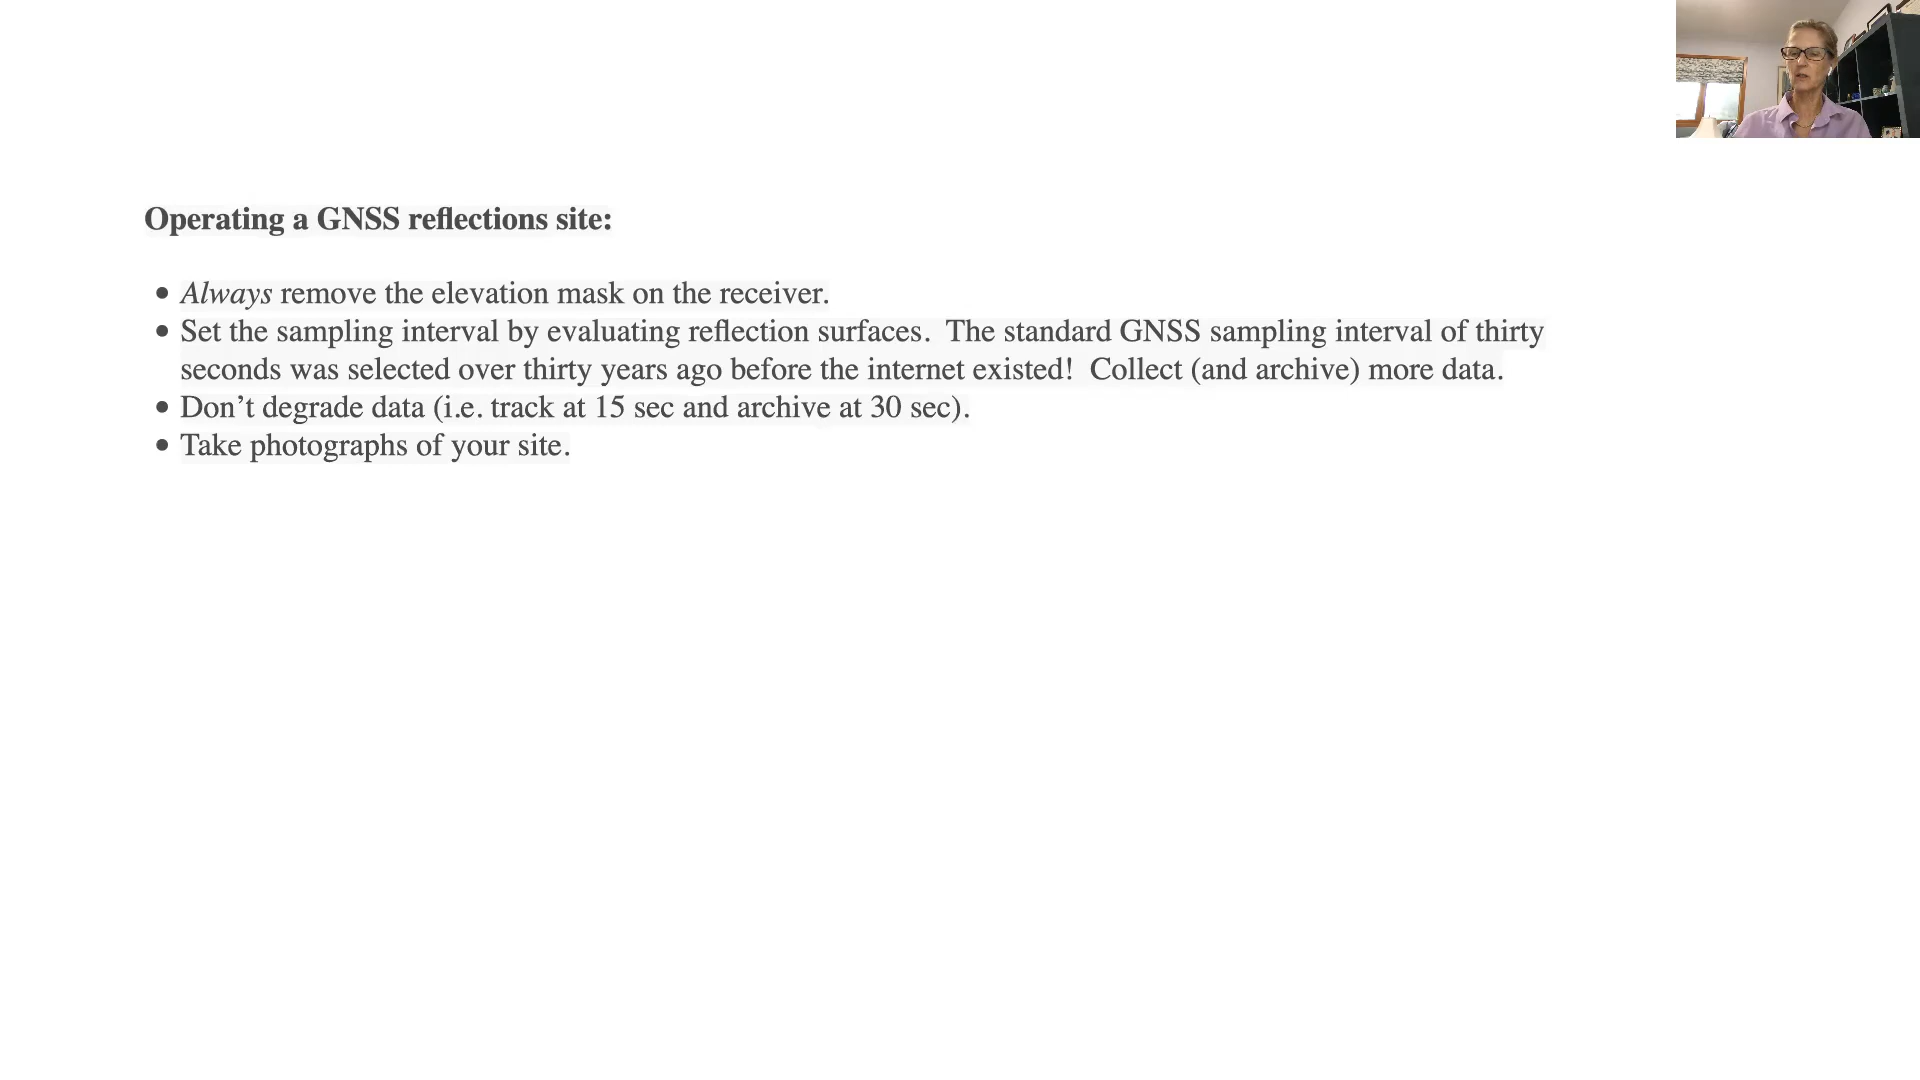 Operating a GNSS reflections site:
• Always remove the elevation mask on the receiver.
• Set the sampling interval by evaluating reflection surfaces. The standard GNSS sampling interval of thirty
seconds was selected over thirty years ago before the internet existed! Collect (and archive) more data.
• Don’t degrade data (i.e. track at 15 sec and archive at 30 sec).
• Take photographs of your site.